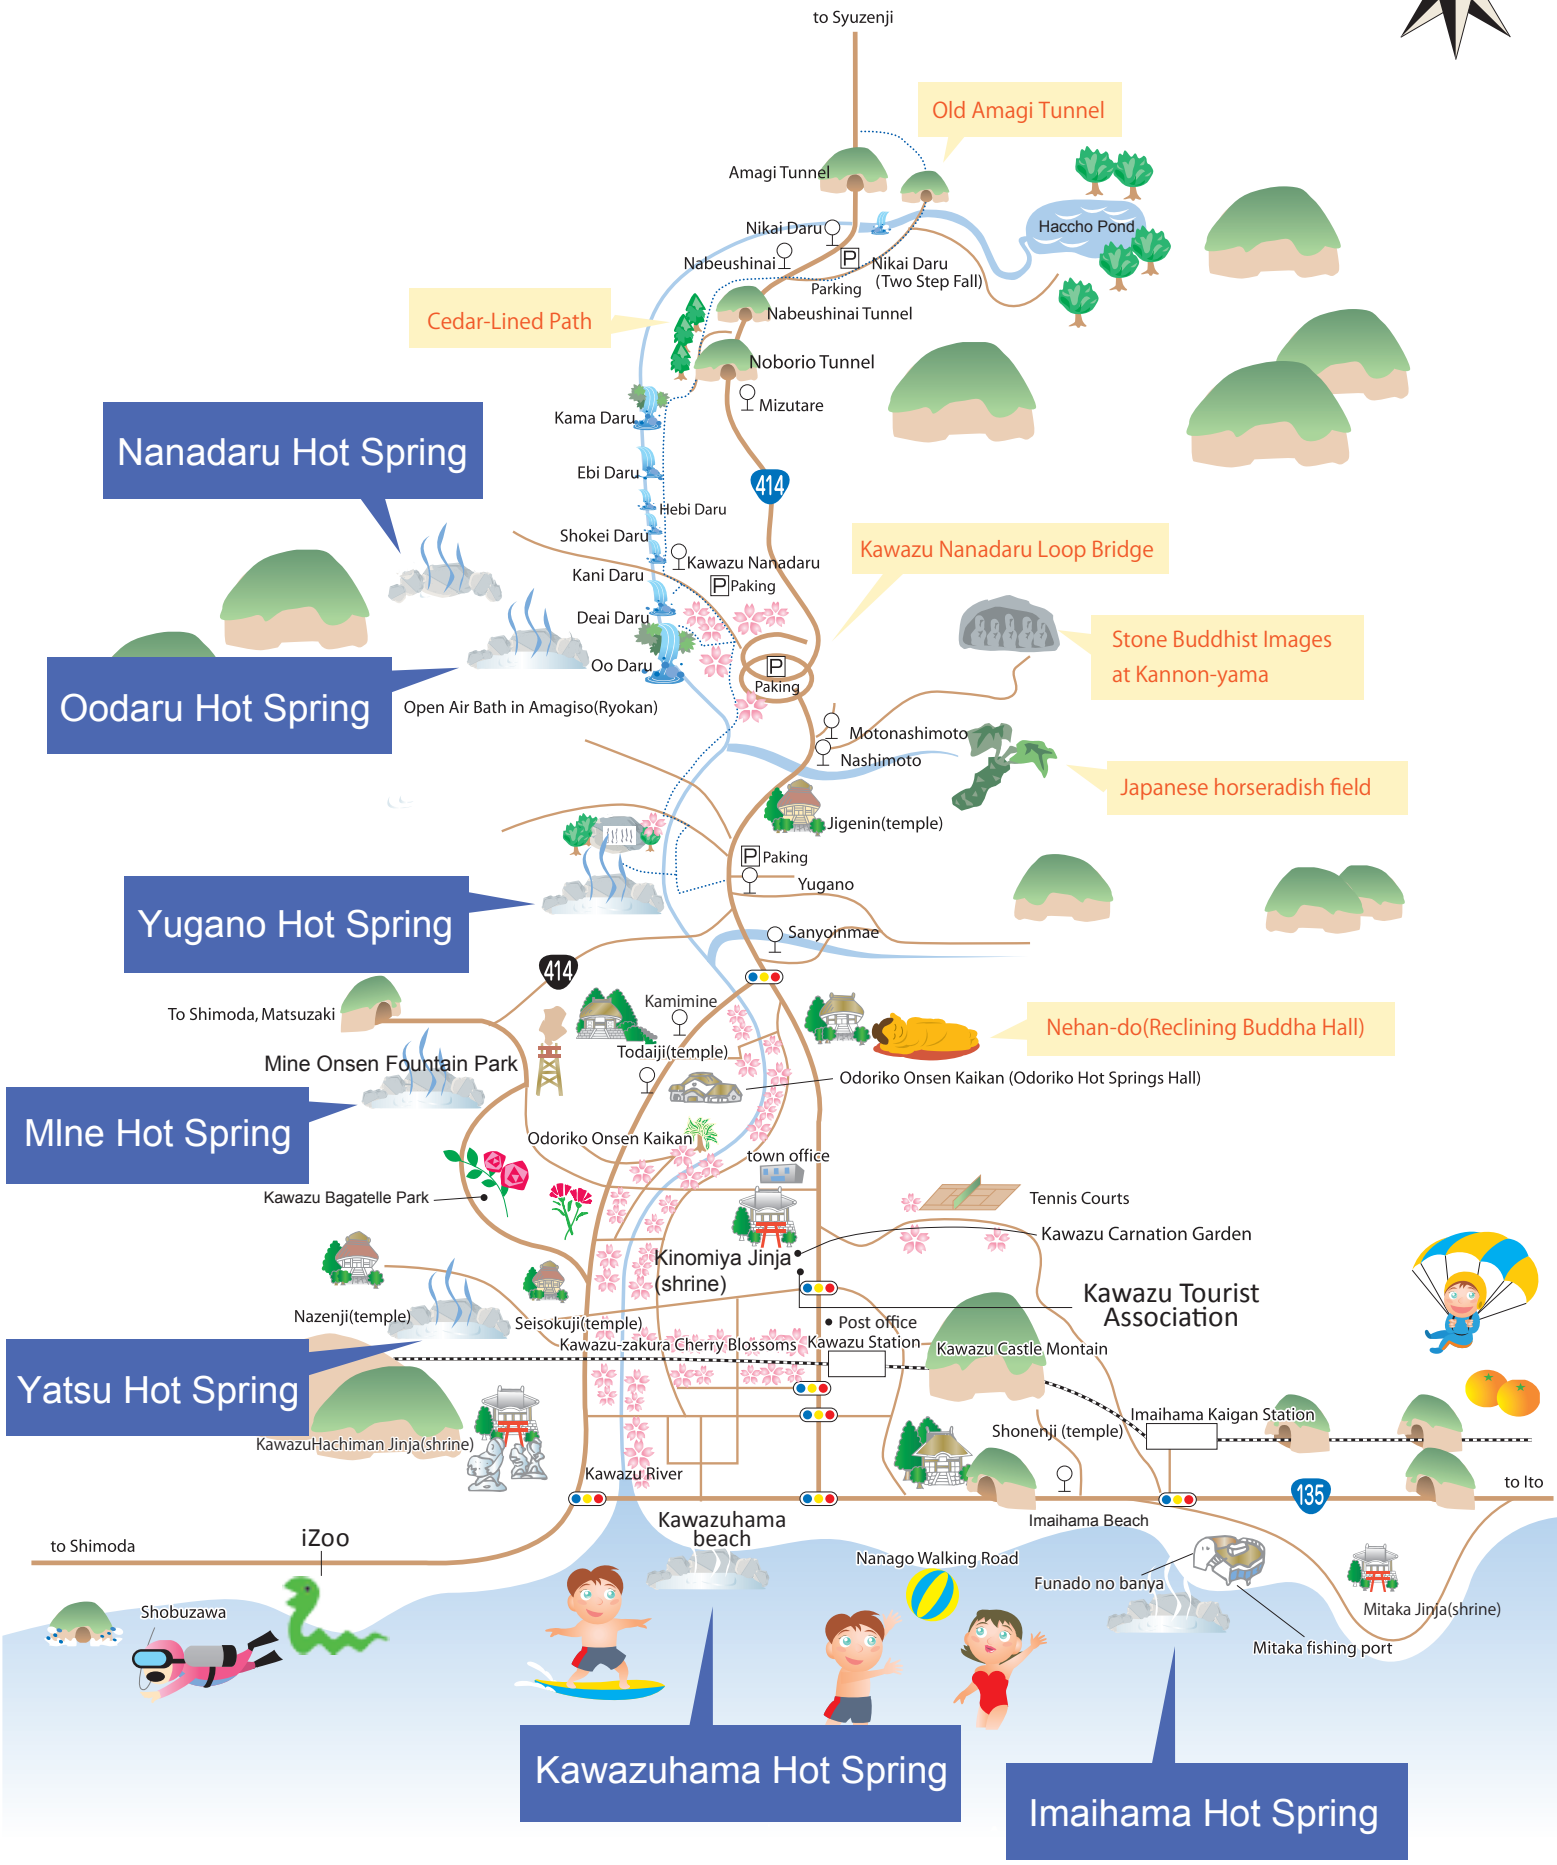 to Syuzenji
Old Amagi Tunnel
Amagi Tunnel
Nikai Daru
Haccho Pond
Nabeushinai
P
Nikai Daru
(Two Step Fall)
Parking
Cedar-Lined Path
Nabeushinai Tunnel
Noborio Tunnel
Mizutare
Kama Daru
Nanadaru Hot Spring
Ebi Daru
414
Hebi Daru
Shokei Daru
Kawazu Nanadaru Loop Bridge
Kawazu Nanadaru
Kani Daru
P Paking
Deai Daru
Stone Buddhist Images
at Kannon-yama
Oo Daru
P
Paking
Oodaru Hot Spring
Open Air Bath in Amagiso(Ryokan)
Motonashimoto
Nashimoto
Japanese horseradish field
Jigenin(temple)
P Paking
Yugano
Yugano Hot Spring
Sanyoinmae
414
To Shimoda, Matsuzaki
Kamimine
Nehan-do(Reclining Buddha Hall)
Todaiji(temple)
Mine Onsen Fountain Park
Odoriko Onsen Kaikan (Odoriko Hot Springs Hall)
MIne Hot Spring
Odoriko Onsen Kaikan
town office
Kawazu Bagatelle Park
Tennis Courts
Kawazu Carnation Garden
Kinomiya Jinja
(shrine)
Kawazu Tourist
Association
Nazenji(temple)
Seisokuji(temple)
Post office
Kawazu-zakura Cherry Blossoms
Kawazu Station
Kawazu Castle Montain
Yatsu Hot Spring
Imaihama Kaigan Station
Shonenji (temple)
KawazuHachiman Jinja(shrine)
Kawazu River
to Ito
135
Kawazuhama
beach
Imaihama Beach
iZoo
to Shimoda
Nanago Walking Road
Funado no banya
Shobuzawa
Mitaka Jinja(shrine)
Mitaka fishing port
Kawazuhama Hot Spring
Imaihama Hot Spring